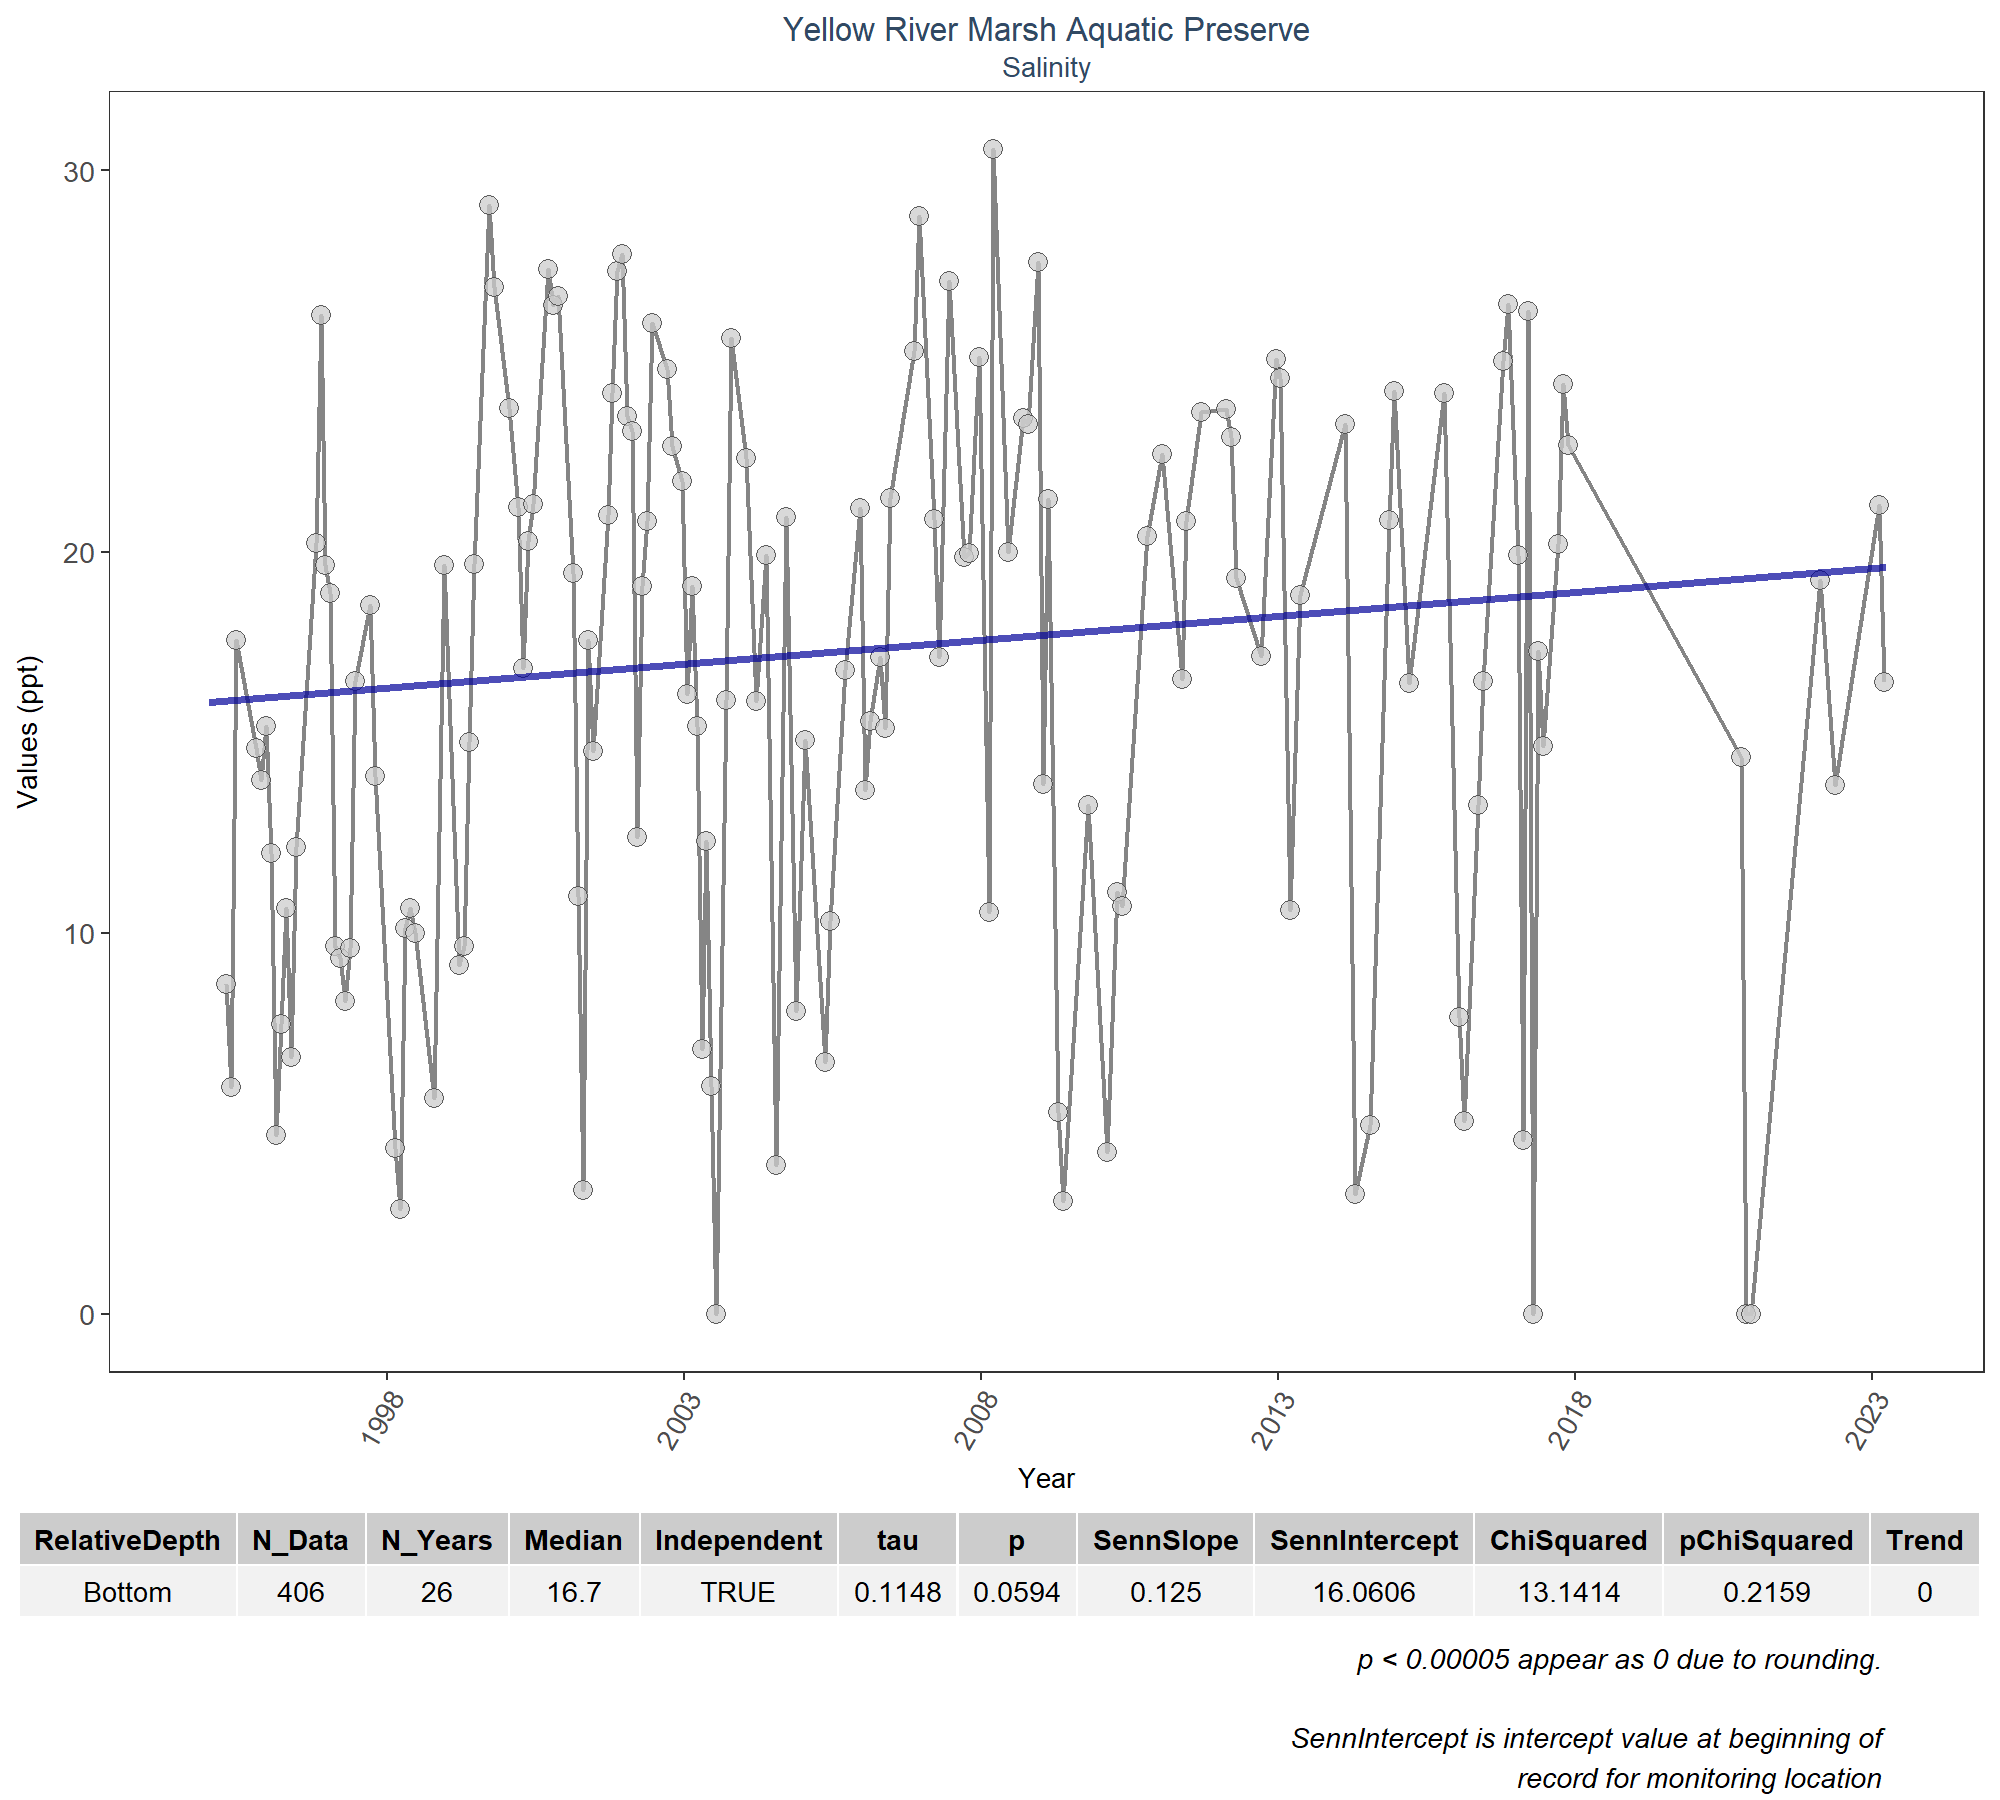 Yellow River Marsh Aquatic Preserve
Salinity
Values (ppt)
30
20
10
0
1998 2003 2008 2013 2018 2023
Year
RelativeDepth N_Data N_Years Median Independent tau p SennSlope SennIntercept ChiSquared pChiSquared Trend
Bottom 406 26 16.7 TRUE 0.1148 0.0594 0.125 16.0606 13.1414 0.2159 0
p < 0.00005 appear as 0 due to rounding.
SennIntercept is intercept value at beginning of
record for monitoring location